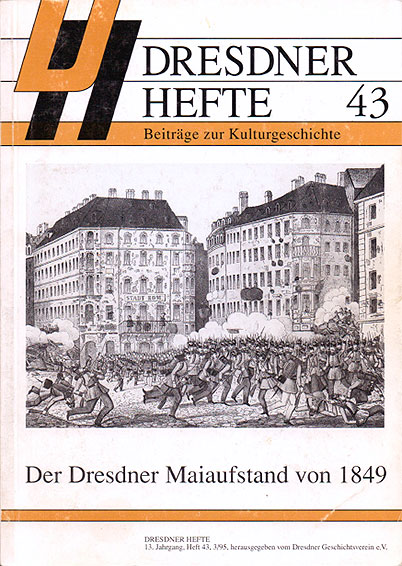 DRESDNER
HEFTE 43
Beiträge zur Kulturgeschichte
STADT ROM
Der Dresdner Maiaufstand von 1849
DRESDNER HEFTE
13. Jahrgang, Heft 43, 3/95, herausgegeben vom Dresdner Geschichtsverein e.V.